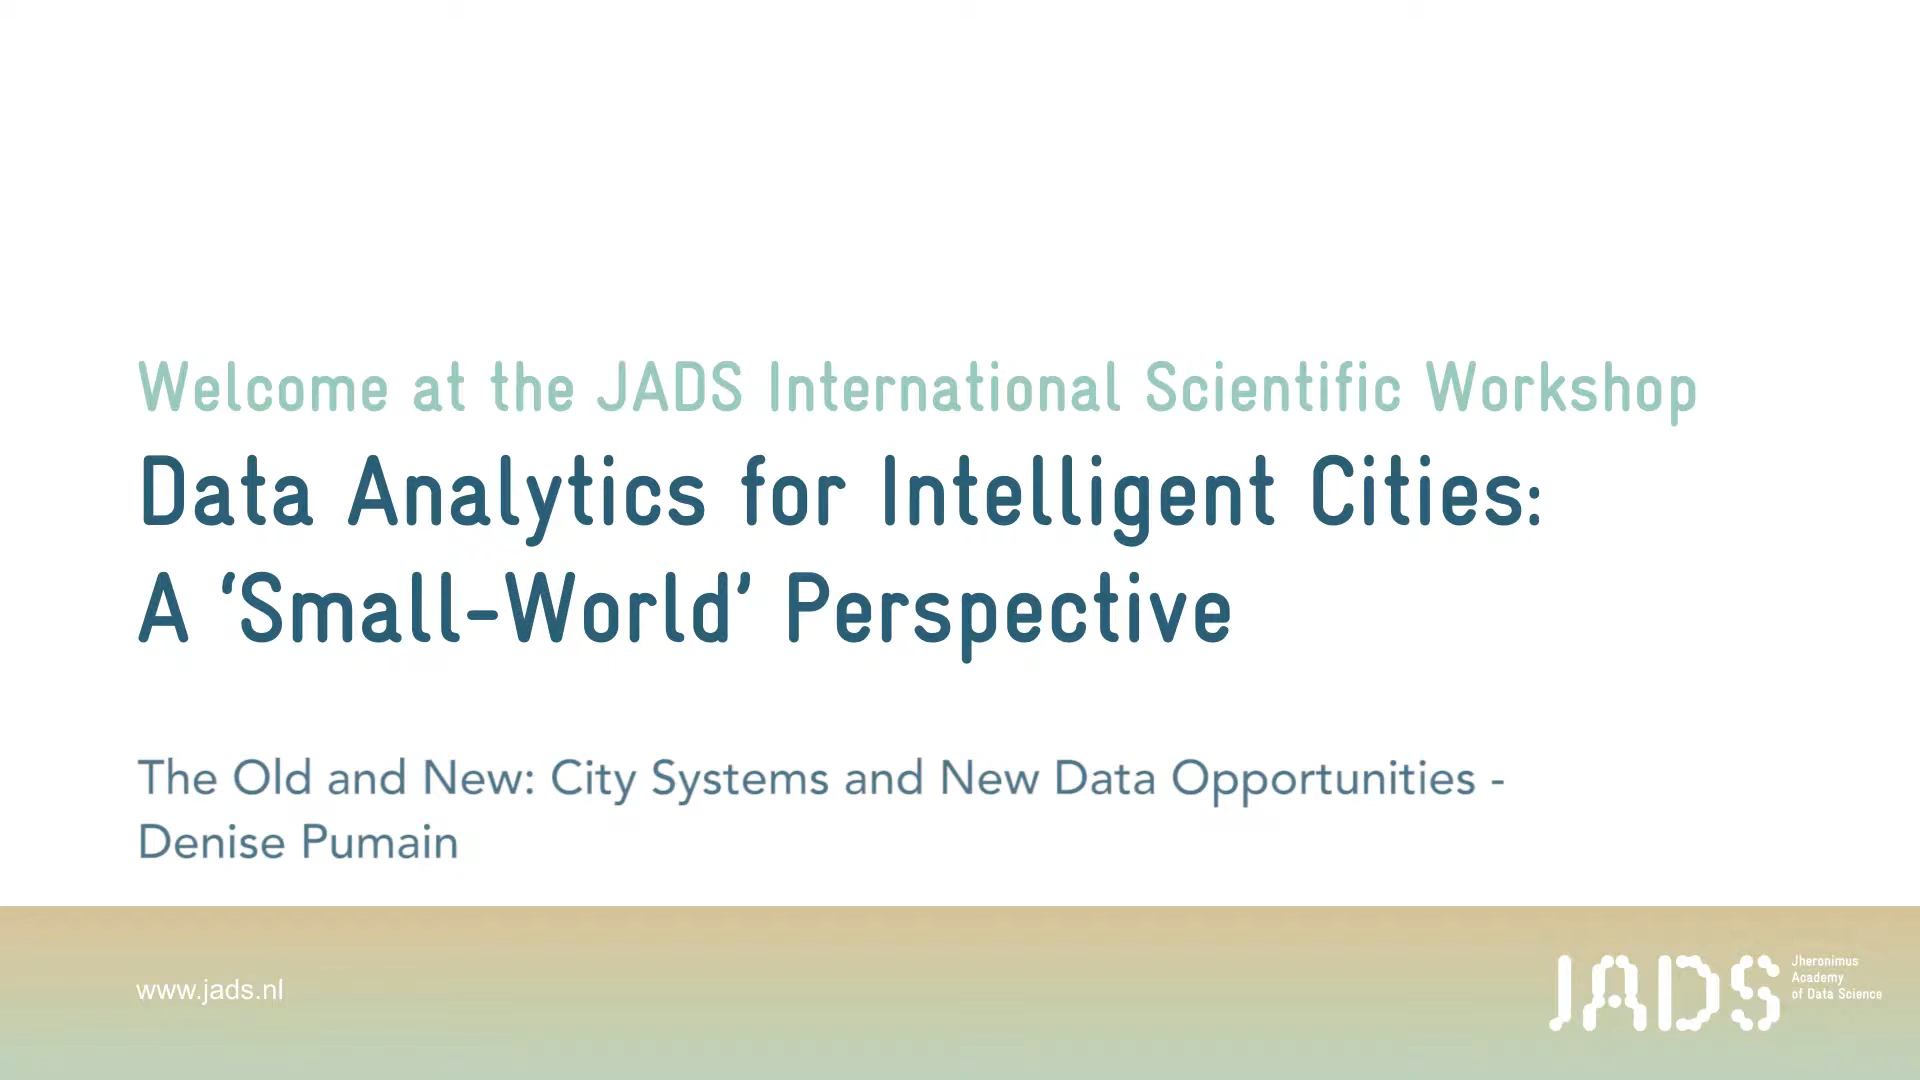 Welcome at the JADS International Scientific Workshop
Data Analytics for Intelligent Cities:
A ‘Small-World’ Perspective
The Old and New: City Systems and New Data Opportunities -
Denise Pumain
www.jads.nl
JADS
Jheronimus
Academy
of Data Science